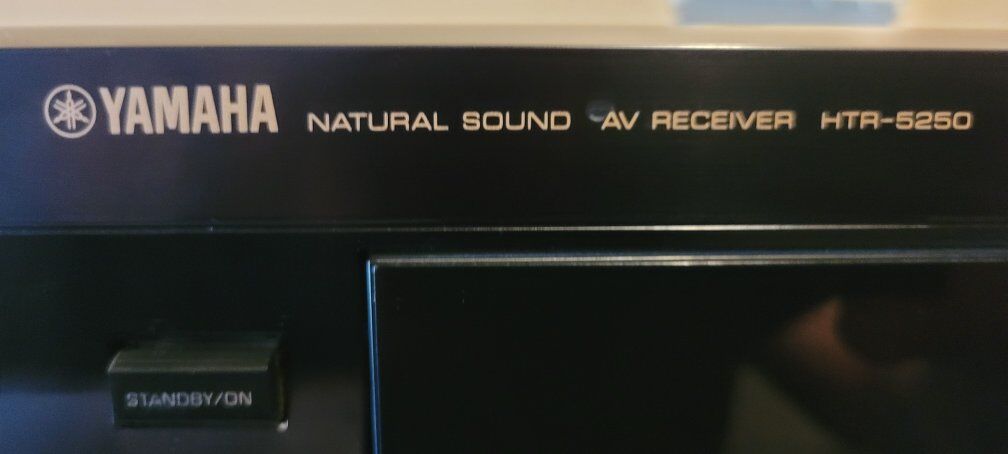 YAMAHA NATURAL SOUND AV RECEIVER HTR-5250
STANDBY/ON